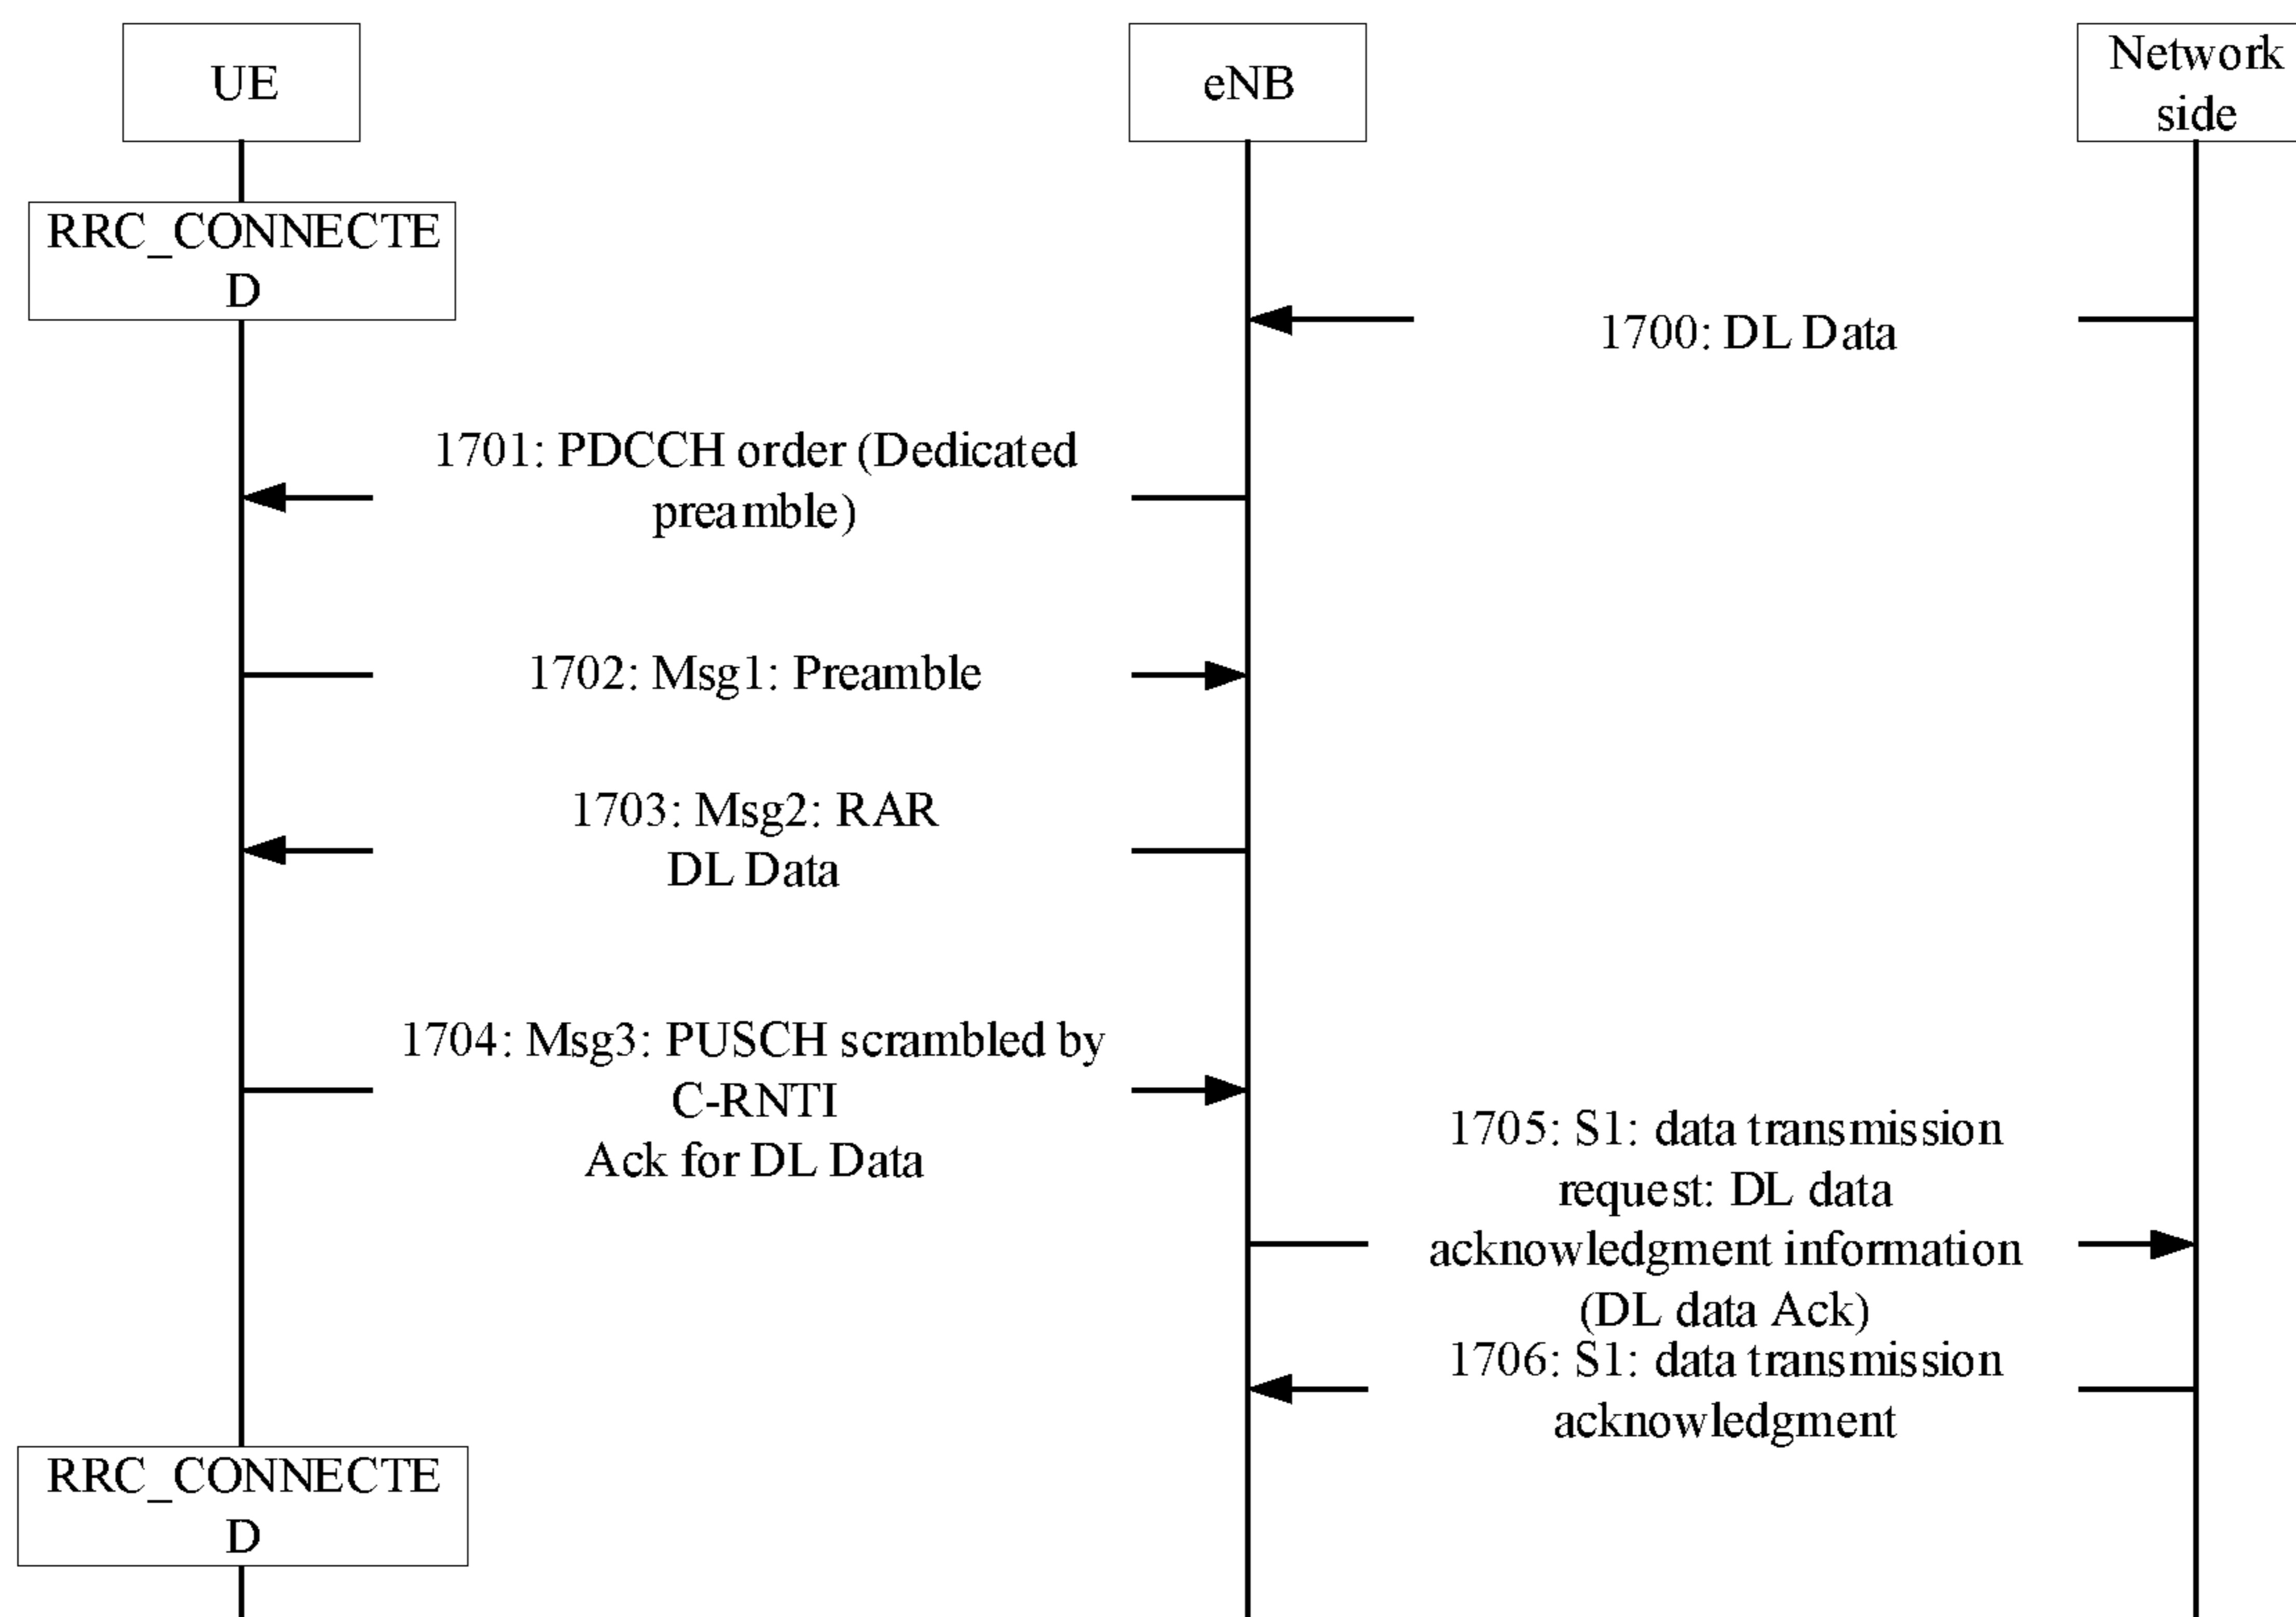 UE
eNB
Network
side
RRC_CONNECTE
D
1700: DL Data
1701: PDCCH order (Dedicated
preamble)
1702: Msg1: Preamble
1703: Msg2: RAR
DL Data
1704: Msg3: PUSCH scrambled by
C-RNTI
Ack for DL Data
1705: S1: data transmission
request: DL data
acknowledgment information
(DL data Ack)
1706: S1: data transmission
acknowledgment
RRC_CONNECTE
D